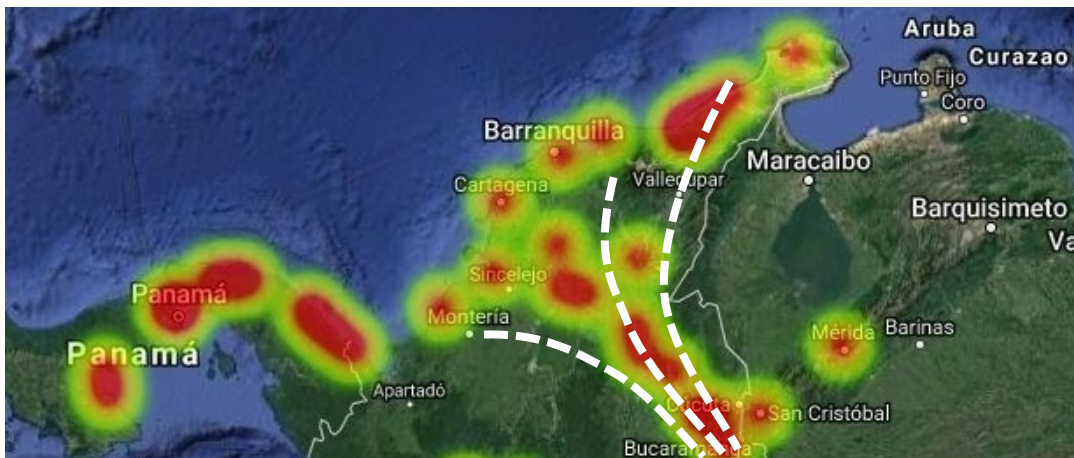 Aruba
Curazao
Punto Fijo
Coro
Barranquilla
Maracaibo
Valledupar
Cartagena
Barquisimeto
Va
Sincelejo
Panamá
Montería
Mérida
Barinas
Panamá
Apartadó
Cúcuta
San Cristóbal
Bucaramanga